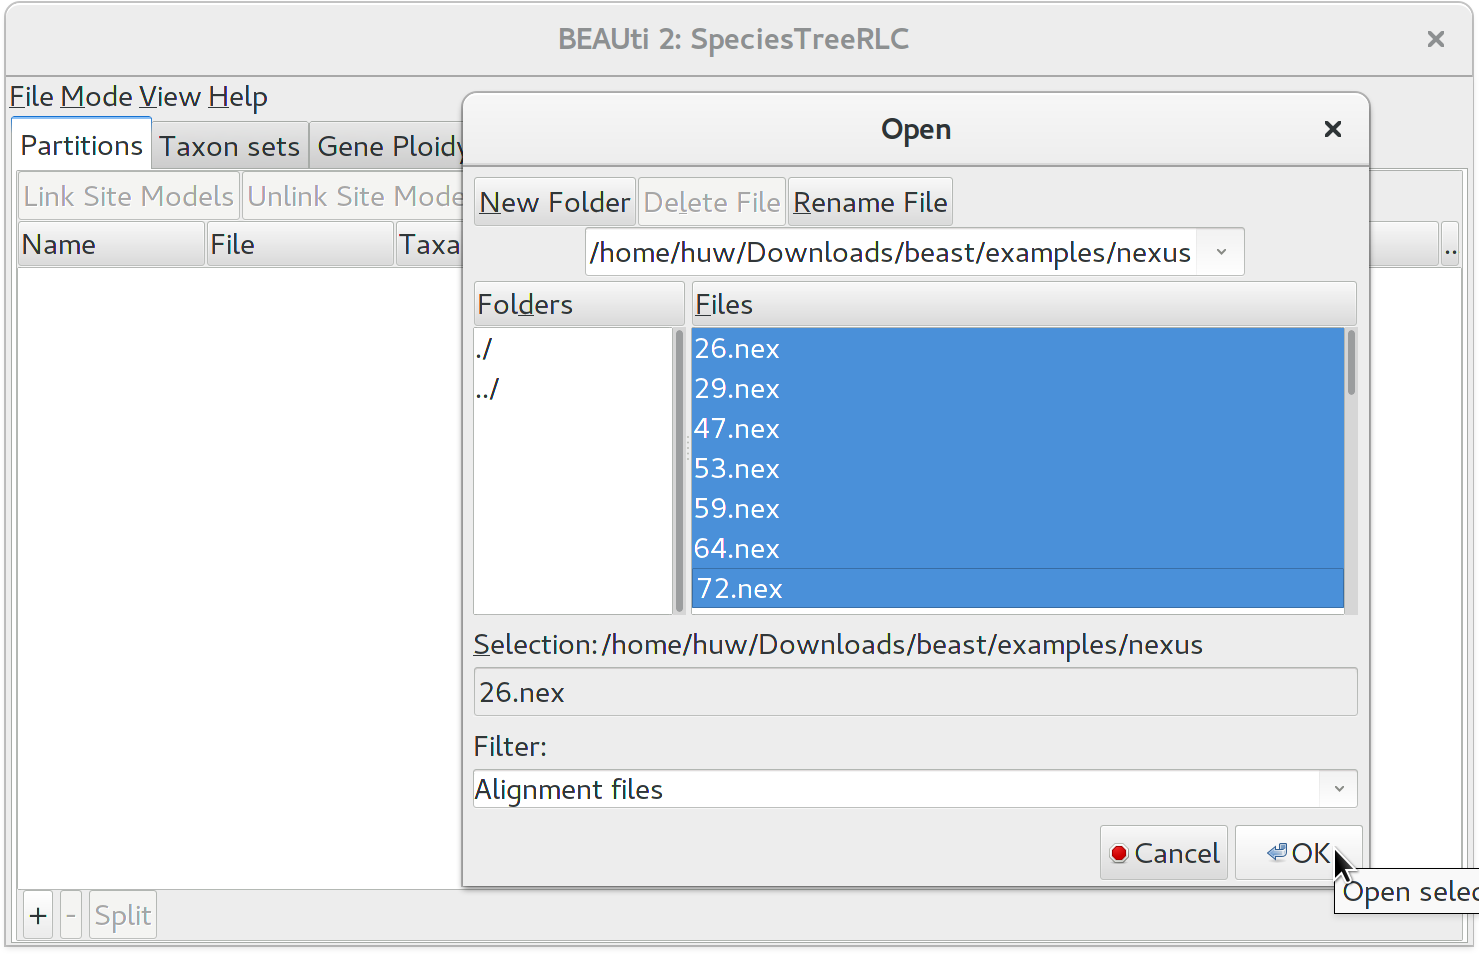 BEAUti 2: SpeciesTreeRLC
File Mode View Help
Partitions Taxon sets Gene Ploidy
Link Site Models Unlink Site Mode
Name File Taxa ..
Open
New Folder Delete File Rename File
/home/huw/Downloads/beast/examples/nexus
Folders
./
../
Files
26.nex
29.nex
47.nex
53.nex
59.nex
64.nex
72.nex
Selection: /home/huw/Downloads/beast/examples/nexus
26.nex
Filter:
Alignment files
Cancel OK
Open selec
+ - Split